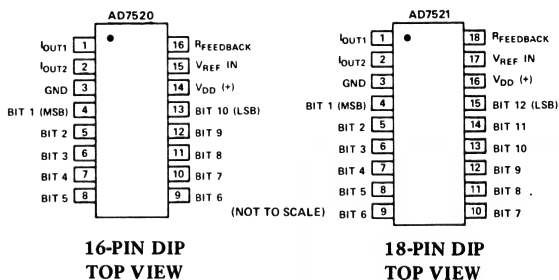 AD7520
IOUT1 1
IOUT2 2
GND 3
BIT 1 (MSB) 4
BIT 2 5
BIT 3 6
BIT 4 7
BIT 5 8
16 RFEEDBACK
15 VREF IN
14 VDD (+)
13 BIT 10 (LSB)
12 BIT 9
11 BIT 8
10 BIT 7
9 BIT 6
16-PIN DIP
TOP VIEW
(NOT TO SCALE)
AD7521
IOUT1 1
IOUT2 2
GND 3
BIT 1 (MSB) 4
BIT 2 5
BIT 3 6
BIT 4 7
BIT 5 8
BIT 6 9
18 RFEEDBACK
17 VREF IN
16 VDD (+)
15 BIT 12 (LSB)
14 BIT 11
13 BIT 10
12 BIT 9
11 BIT 8
10 BIT 7
18-PIN DIP
TOP VIEW